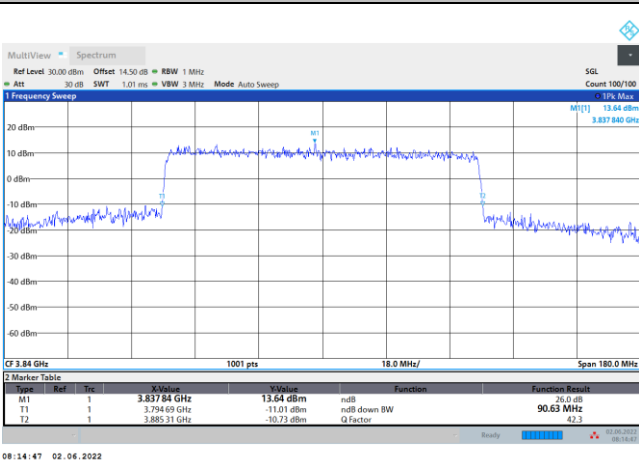 MultiView Spectrum
Ref Level 30.00 dBm Offset 14.50 dB RBW 1 MHz SGL
Att 30 dB SWT 1.01 ms VBW 3 MHz Mode Auto Sweep Count 100/100
1 Frequency Sweep 1Pk Max
M1[1] 13.64 dBm
3.837 840 GHz
20 dBm
M1
10 dBm
0 dBm
T1 T2
-10 dBm
-20 dBm
-30 dBm
-40 dBm
-50 dBm
-60 dBm
CF 3.84 GHz 1001 pts 18.0 MHz/ Span 180.0 MHz
2 Marker Table
Type Ref Trc X-Value Y-Value Function Function Result
M1 1 3.837 84 GHz 13.64 dBm ndB 26.0 dB
T1 1 3.794 69 GHz -11.01 dBm ndB down BW 90.63 MHz
T2 1 3.885 31 GHz -10.73 dBm Q Factor 42.3
Ready 02.06.2022
08:14:47
08:14:47 02.06.2022